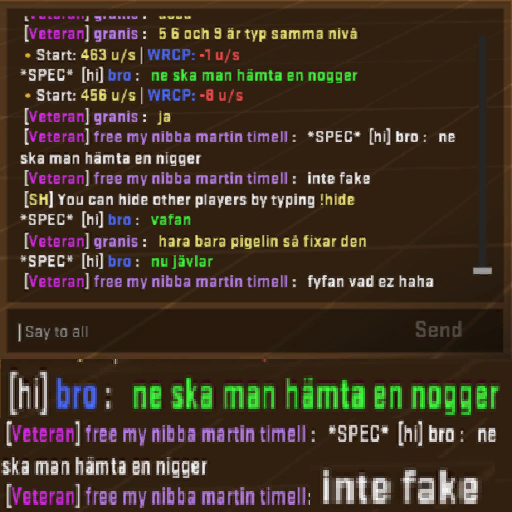 [Veteran] granis :
[Veteran] granis : 5 6 och 9 är typ samma nivå
• Start: 463 u/s | WRCP: -1 u/s
*SPEC* [hi] bro : ne ska man hämta en nogger
• Start: 456 u/s | WRCP: -8 u/s
[Veteran] granis : ja
[Veteran] free my nibba martin timell : *SPEC* [hi] bro : ne
ska man hämta en nigger
[Veteran] free my nibba martin timell : inte fake
[SH] You can hide other players by typing !hide
*SPEC* [hi] bro : vafan
[Veteran] granis : hara bara pigelin så fixar den
*SPEC* [hi] bro : nu jävlar
[Veteran] free my nibba martin timell : fyfan vad ez haha
Say to all Send
[hi] bro : ne ska man hämta en nogger
[Veteran] free my nibba martin timell : *SPEC* [hi] bro : ne
ska man hämta en nigger
[Veteran] free my nibba martin timell: inte fake